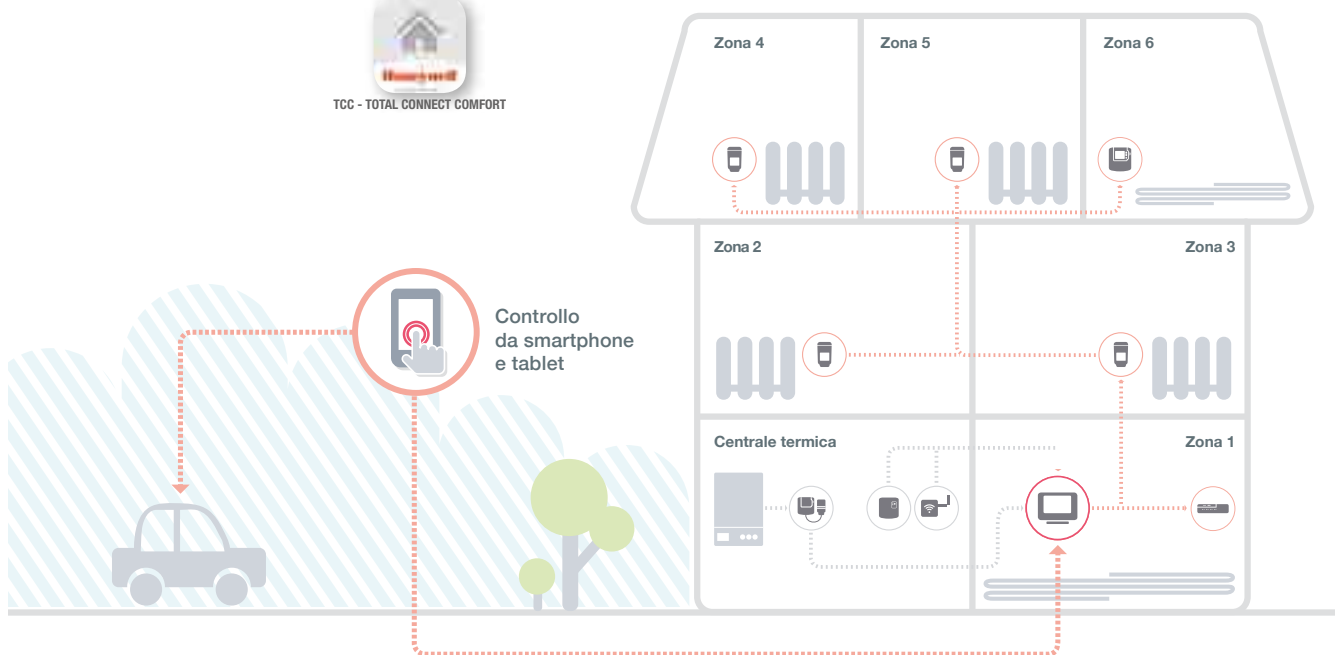 Honeywell
TCC - TOTAL CONNECT COMFORT
Zona 4
Zona 5
Zona 6
Zona 2
Zona 3
Controllo
da smartphone
e tablet
Centrale termica
Zona 1